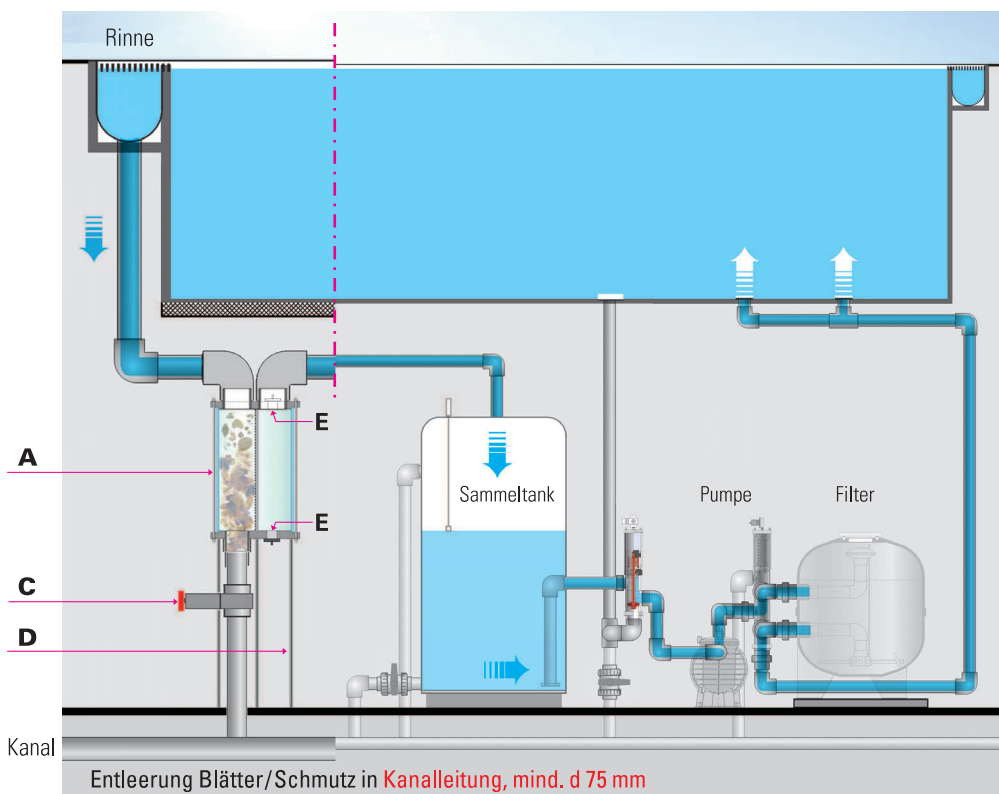 Rinne
E
A
Sammeltank
Pumpe
Filter
E
C
D
Kanal
Entleerung Blätter/Schmutz in Kanalleitung, mind. d 75 mm